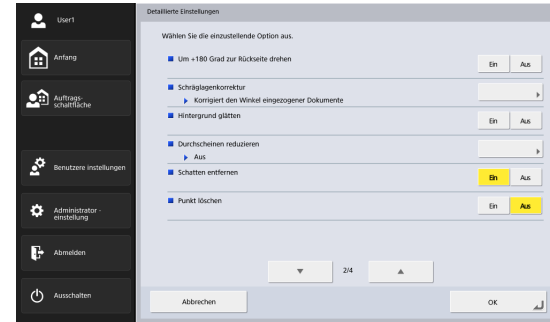 User1
Anfang
Auftrags-
schaltfläche
Benutzere instellungen
Administrator -
einstellung
Abmelden
Ausschalten
Detaillierte Einstellungen
Wählen Sie die einzustellende Option aus.
Um +180 Grad zur Rückseite drehen
Ein Aus
Schräglagenkorrektur
Korrigiert den Winkel eingezogener Dokumente
Hintergrund glätten
Ein Aus
Durchscheinen reduzieren
Aus
Schatten entfernen
Ein Aus
Punkt löschen
Ein Aus
2/4
Abbrechen
OK